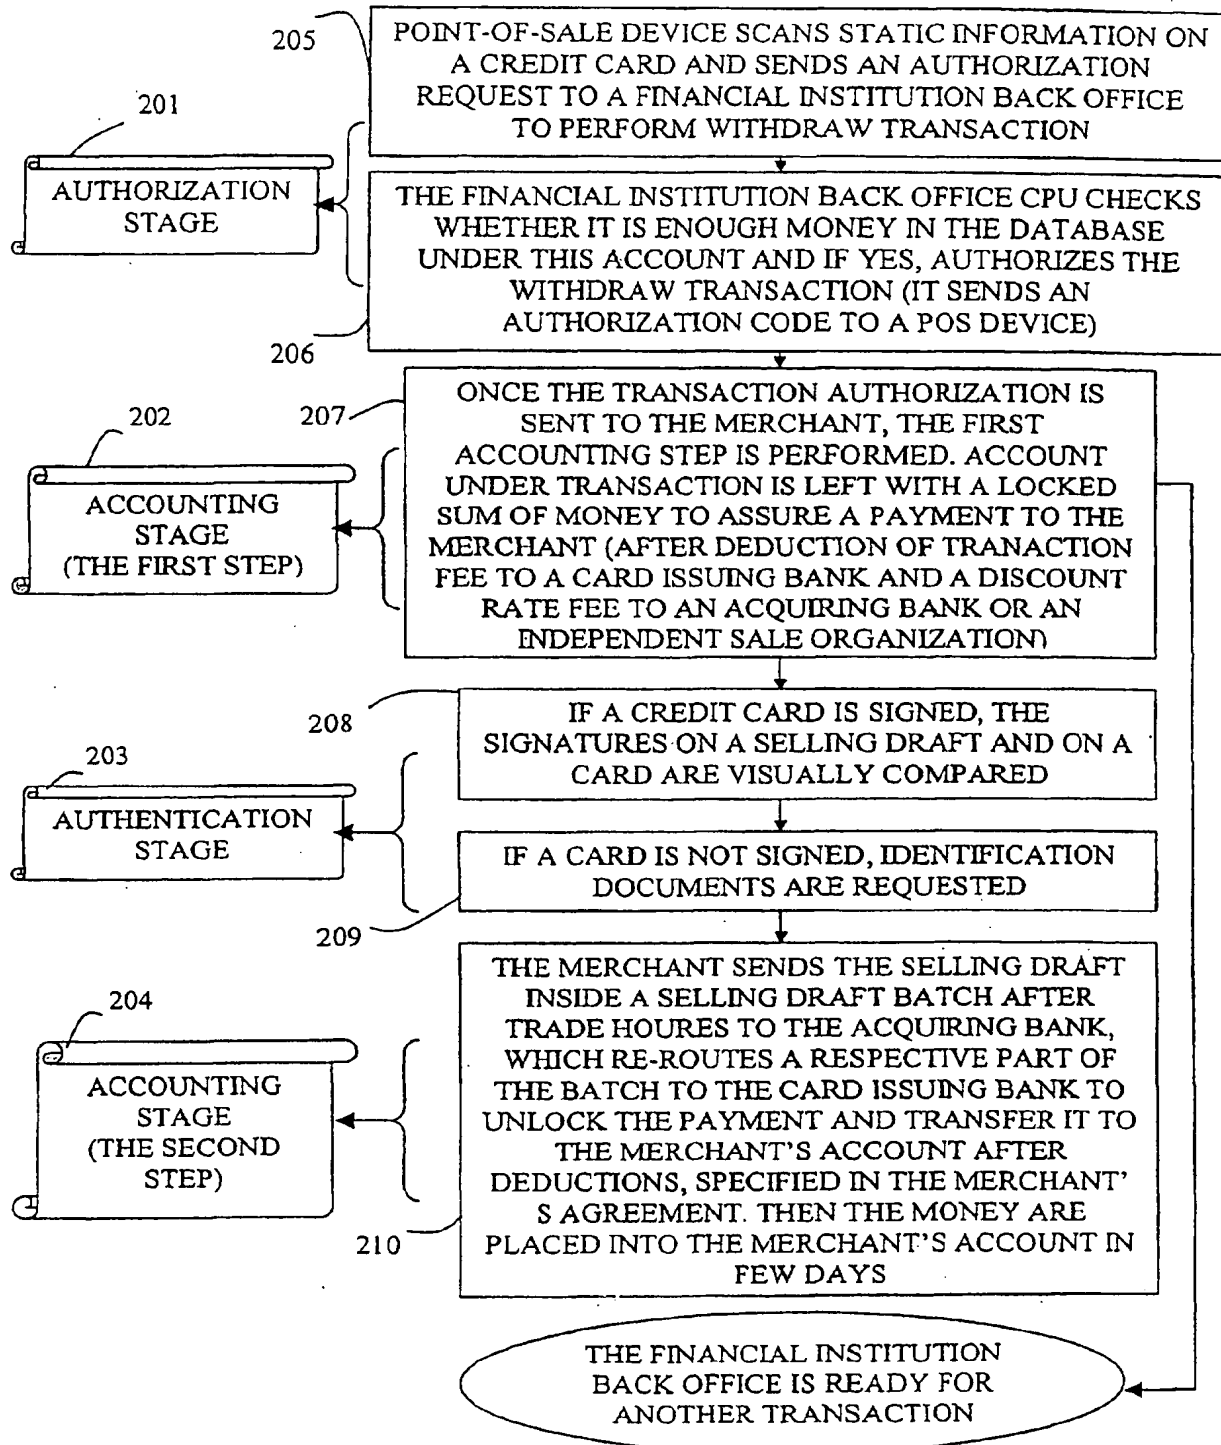 205
POINT-OF-SALE DEVICE SCANS STATIC INFORMATION ON
A CREDIT CARD AND SENDS AN AUTHORIZATION
REQUEST TO A FINANCIAL INSTITUTION BACK OFFICE
TO PERFORM WITHDRAW TRANSACTION
201
AUTHORIZATION
STAGE
THE FINANCIAL INSTITUTION BACK OFFICE CPU CHECKS
WHETHER IT IS ENOUGH MONEY IN THE DATABASE
UNDER THIS ACCOUNT AND IF YES, AUTHORIZES THE
WITHDRAW TRANSACTION (IT SENDS AN
AUTHORIZATION CODE TO A POS DEVICE)
206
202
207
ONCE THE TRANSACTION AUTHORIZATION IS
SENT TO THE MERCHANT, THE FIRST
ACCOUNTING STEP IS PERFORMED. ACCOUNT
UNDER TRANSACTION IS LEFT WITH A LOCKED
SUM OF MONEY TO ASSURE A PAYMENT TO THE
MERCHANT (AFTER DEDUCTION OF TRANACTION
FEE TO A CARD ISSUING BANK AND A DISCOUNT
RATE FEE TO AN ACQUIRING BANK OR AN
INDEPENDENT SALE ORGANIZATION)
ACCOUNTING
STAGE
(THE FIRST STEP)
208
IF A CREDIT CARD IS SIGNED, THE
SIGNATURES ON A SELLING DRAFT AND ON A
CARD ARE VISUALLY COMPARED
203
AUTHENTICATION
STAGE
IF A CARD IS NOT SIGNED, IDENTIFICATION
DOCUMENTS ARE REQUESTED
209
204
ACCOUNTING
STAGE
(THE SECOND
STEP)
THE MERCHANT SENDS THE SELLING DRAFT
INSIDE A SELLING DRAFT BATCH AFTER
TRADE HOURES TO THE ACQUIRING BANK,
WHICH RE-ROUTES A RESPECTIVE PART OF
THE BATCH TO THE CARD ISSUING BANK TO
UNLOCK THE PAYMENT AND TRANSFER IT TO
THE MERCHANT'S ACCOUNT AFTER
DEDUCTIONS, SPECIFIED IN THE MERCHANT'
S AGREEMENT. THEN THE MONEY ARE
PLACED INTO THE MERCHANT'S ACCOUNT IN
FEW DAYS
210
THE FINANCIAL INSTITUTION
BACK OFFICE IS READY FOR
ANOTHER TRANSACTION